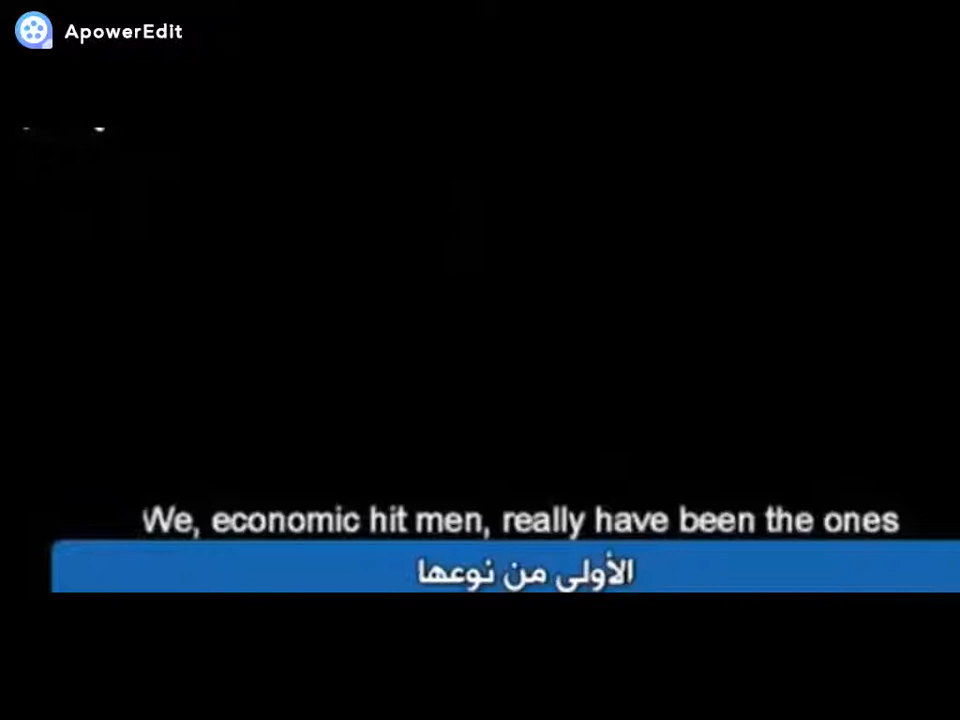 ApowerEdit
We, economic hit men, really have been the ones
الأولى من نوعها